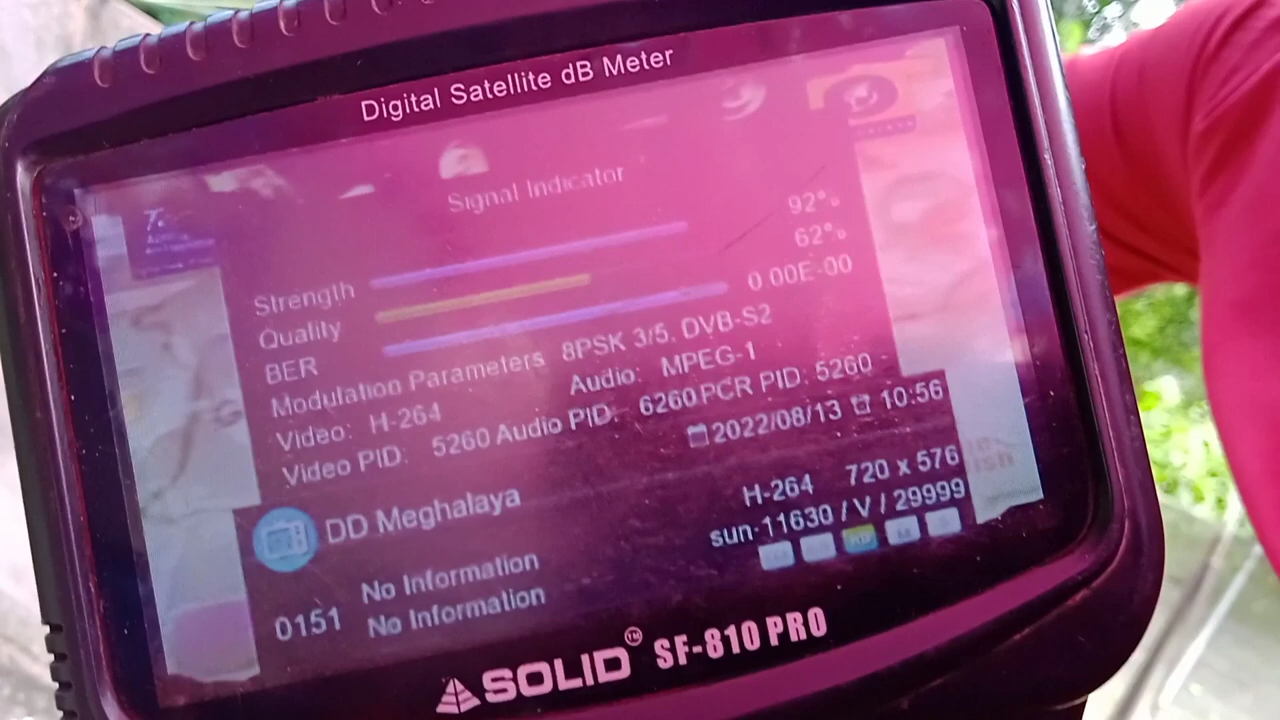 Digital Satellite dB Meter
Signal Indicator
Strength 92%
Quality 62%
BER 0.00E-00
Modulation Parameters 8PSK 3/5, DVB-S2
Video: H-264 Audio: MPEG-1
Video PID: 5260 Audio PID: 6260 PCR PID: 5260
2022/08/13 10:56
DD Meghalaya H-264 720 x 576
sun-11630 / V / 29999
No Information
0151 No Information
SOLID™ SF-810 PRO